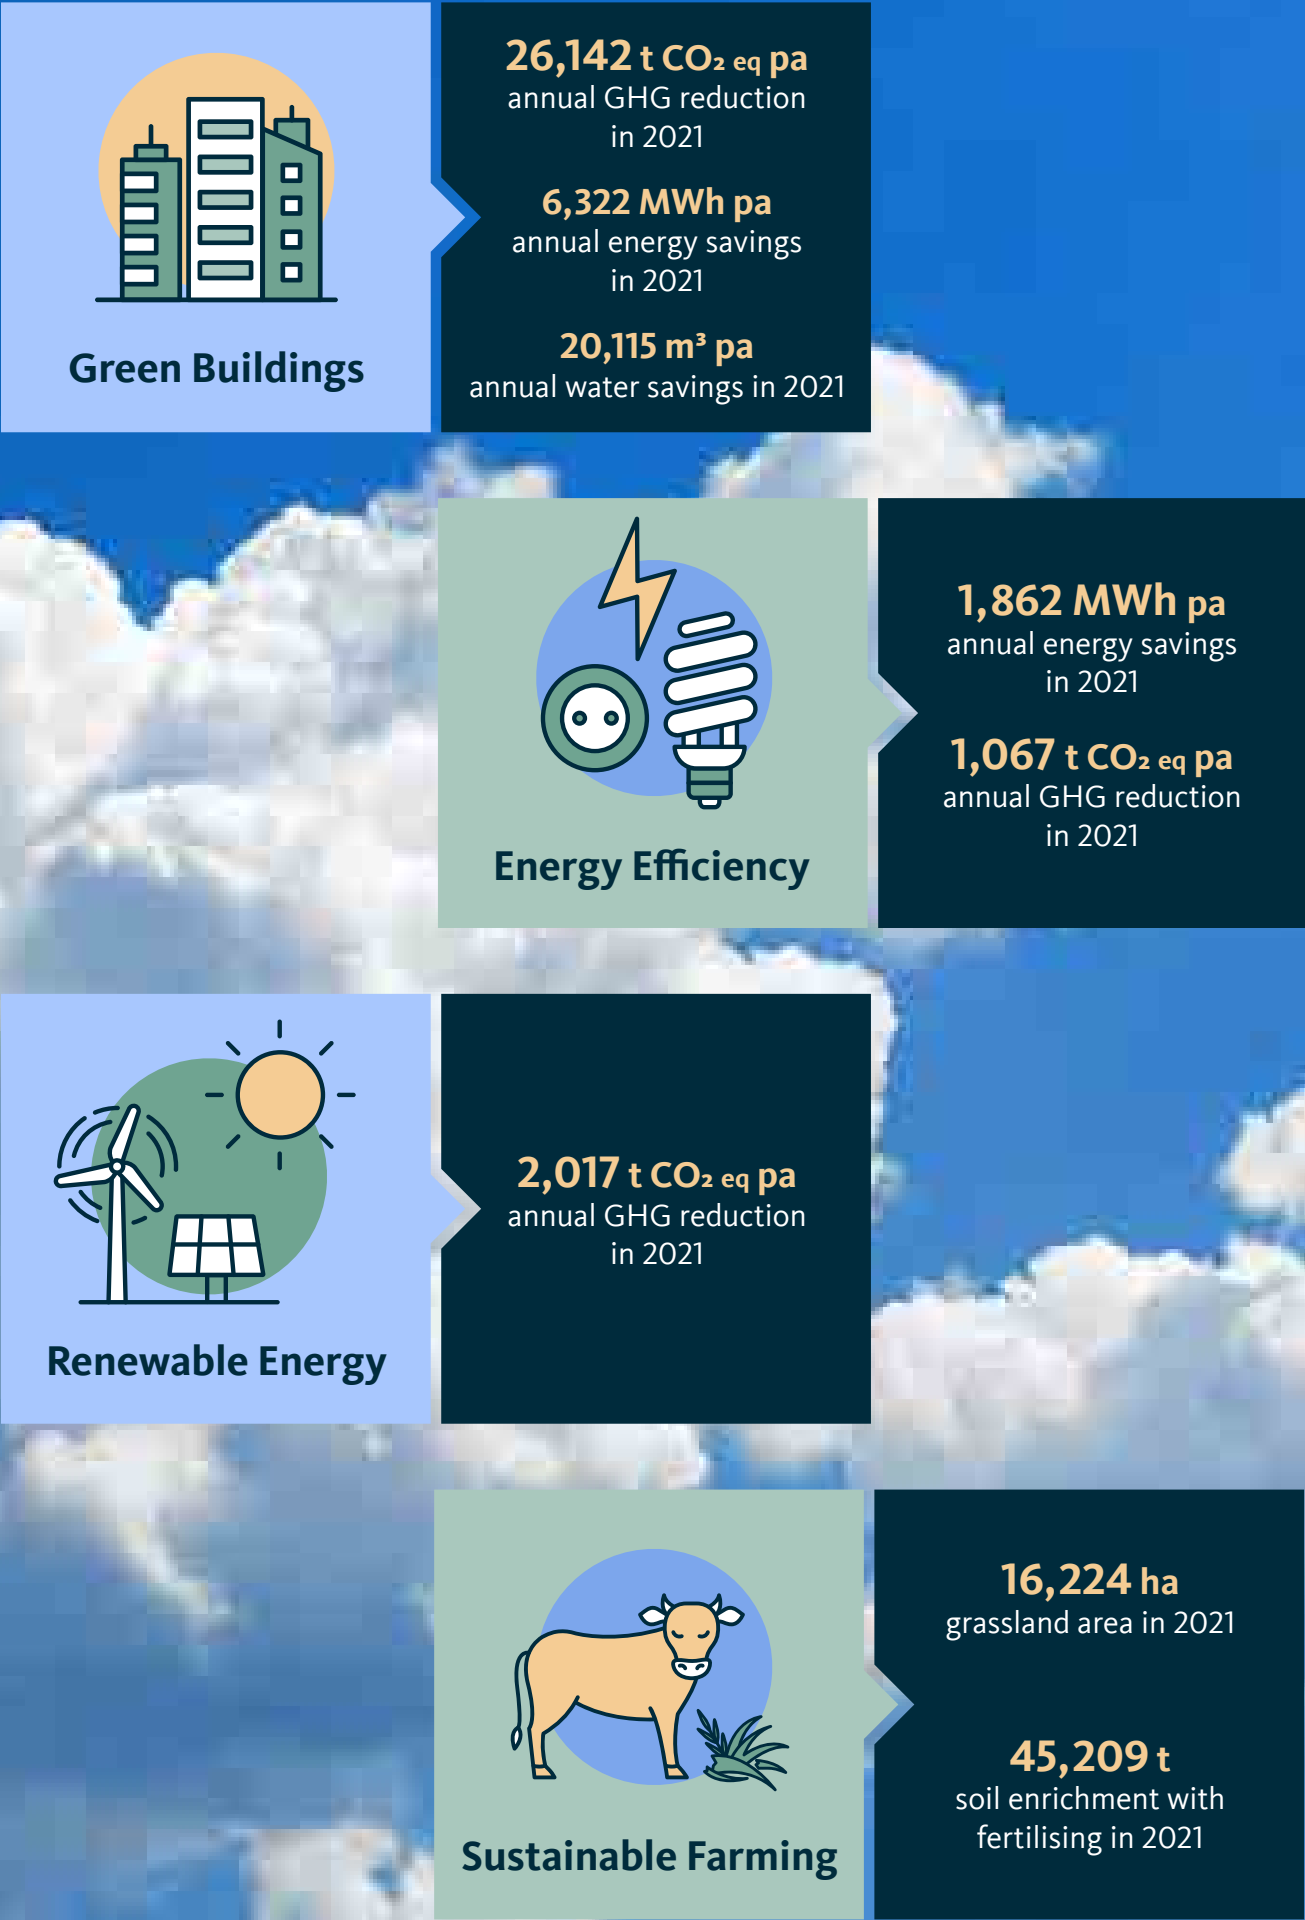 26,142 t CO₂ eq pa
annual GHG reduction
in 2021
6,322 MWh pa
annual energy savings
in 2021
20,115 m³ pa
annual water savings in 2021
Green Buildings
1,862 MWh pa
annual energy savings
in 2021
1,067 t CO₂ eq pa
annual GHG reduction
in 2021
Energy Efficiency
2,017 t CO₂ eq pa
annual GHG reduction
in 2021
Renewable Energy
16,224 ha
grassland area in 2021
45,209 t
soil enrichment with
fertilising in 2021
Sustainable Farming